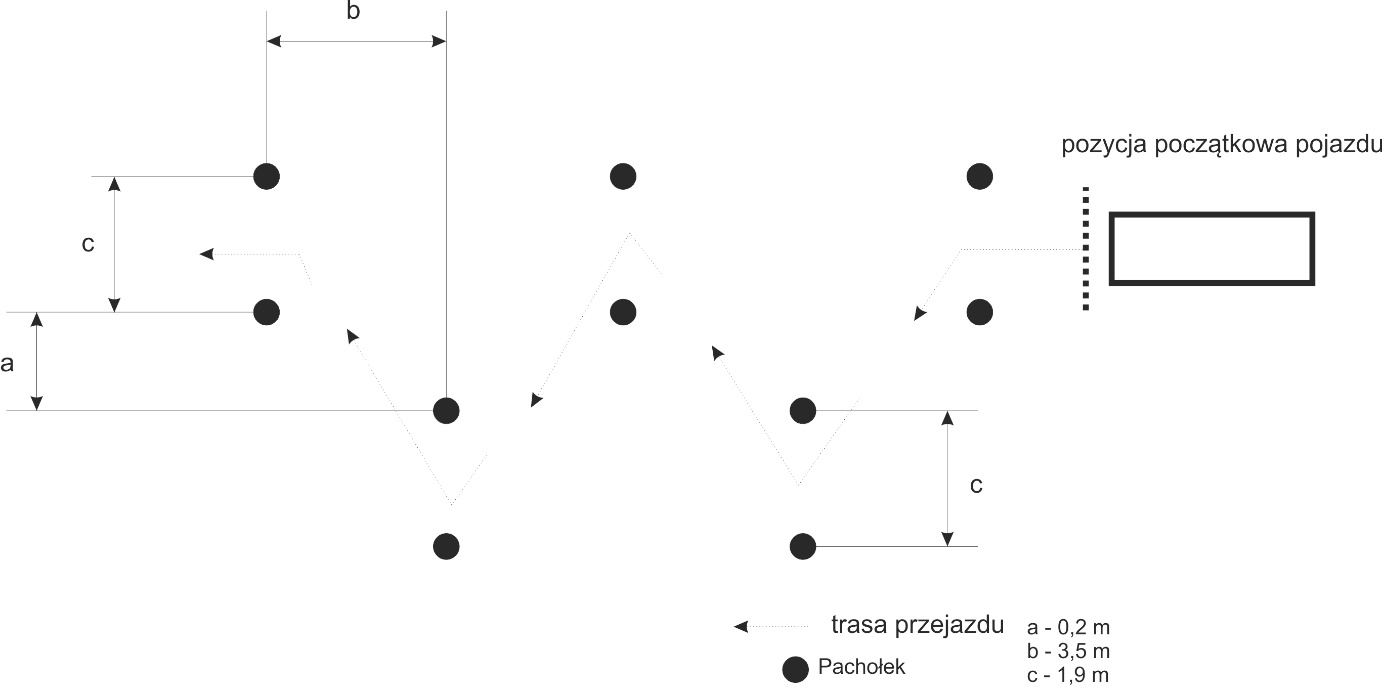 b
pozycja początkowa pojazdu
c
a
c
trasa przejazdu
Pachołek
a - 0,2 m
b - 3,5 m
c - 1,9 m